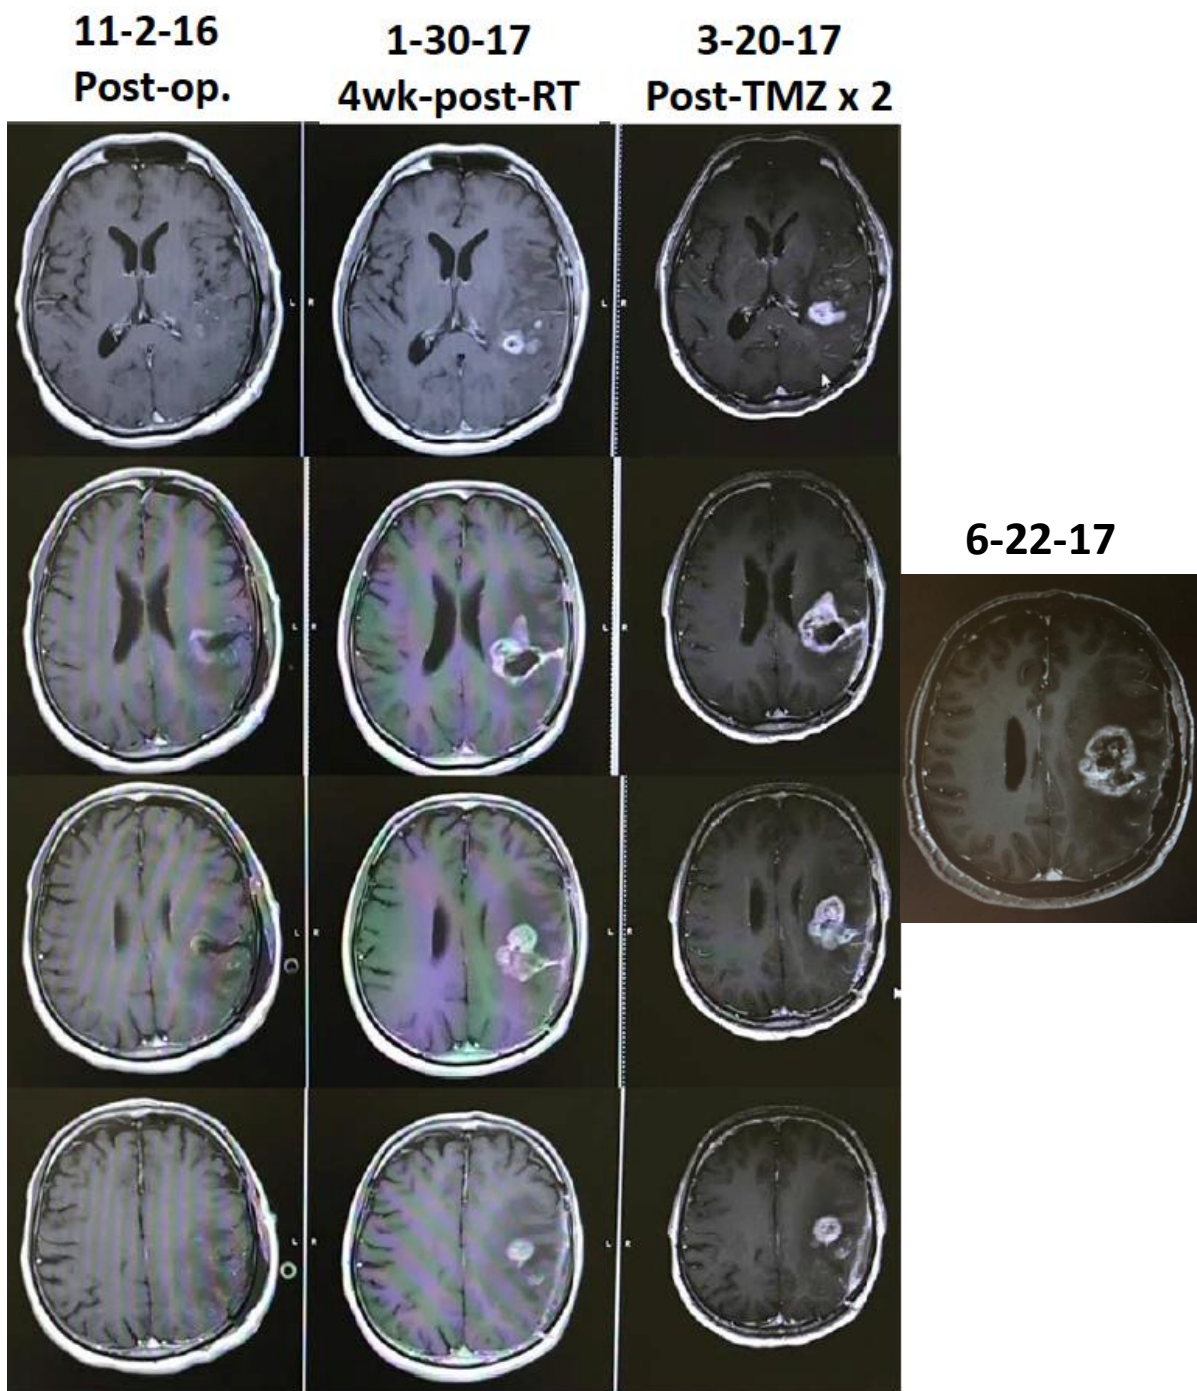 11-2-16
Post-op.
1-30-17
4wk-post-RT
3-20-17
Post-TMZ x 2
6-22-17
L R
L R
L R
L R
L R
L R
L R
L R